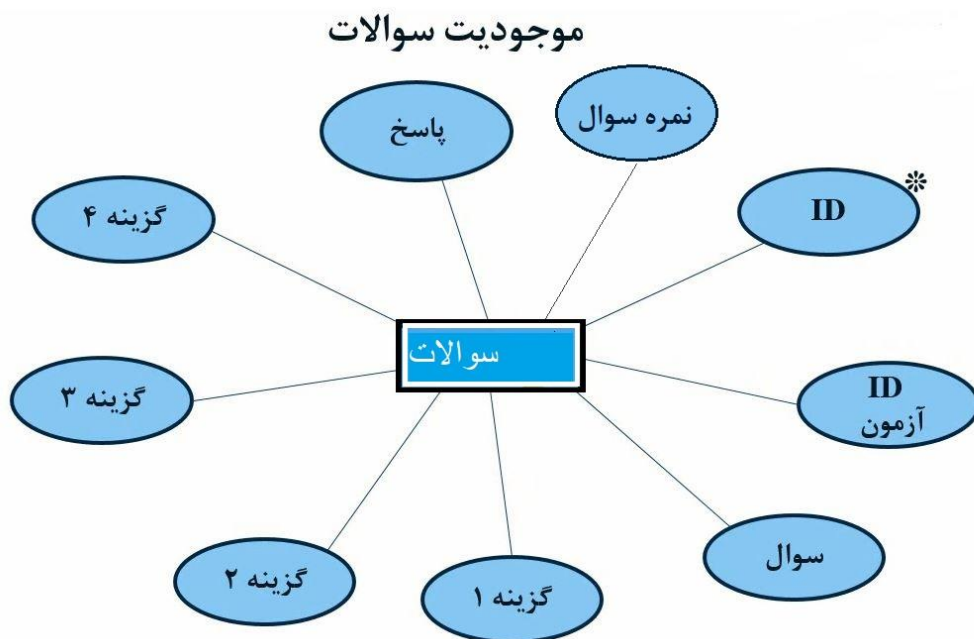 موجودیت سوالات
نمره سوال
پاسخ
ID
*
گزینه ۴
سوالات
گزینه ۳
ID
آزمون
سوال
گزینه ۲
گزینه ۱